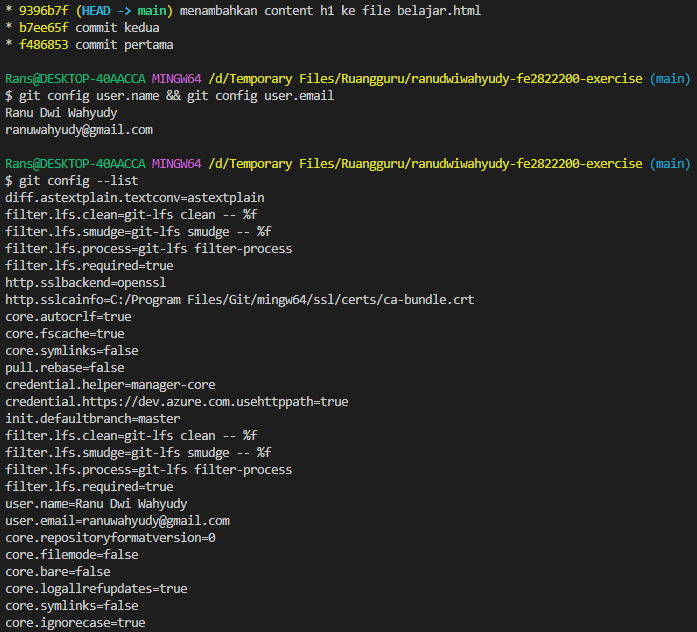 * 9396b7f (HEAD -> main) menambahkan content h1 ke file belajar.html
* b7ee65f commit kedua
* f486853 commit pertama
Rans@DESKTOP-40AACCA MINGW64 /d/Temporary Files/Ruangguru/ranudwiwahyudy-fe2822200-exercise (main)
$ git config user.name && git config user.email
Ranu Dwi Wahyudy
ranuwahyudy@gmail.com
Rans@DESKTOP-40AACCA MINGW64 /d/Temporary Files/Ruangguru/ranudwiwahyudy-fe2822200-exercise (main)
$ git config --list
diff.astextplain.textconv=astextplain
filter.lfs.clean=git-lfs clean -- %f
filter.lfs.smudge=git-lfs smudge -- %f
filter.lfs.process=git-lfs filter-process
filter.lfs.required=true
http.sslbackend=openssl
http.sslcainfo=C:/Program Files/Git/mingw64/ssl/certs/ca-bundle.crt
core.autocrlf=true
core.fscache=true
core.symlinks=false
pull.rebase=false
credential.helper=manager-core
credential.https://dev.azure.com.usehttppath=true
init.defaultbranch=master
filter.lfs.clean=git-lfs clean -- %f
filter.lfs.smudge=git-lfs smudge -- %f
filter.lfs.process=git-lfs filter-process
filter.lfs.required=true
user.name=Ranu Dwi Wahyudy
user.email=ranuwahyudy@gmail.com
core.repositoryformatversion=0
core.filemode=false
core.bare=false
core.logallrefupdates=true
core.symlinks=false
core.ignorecase=true